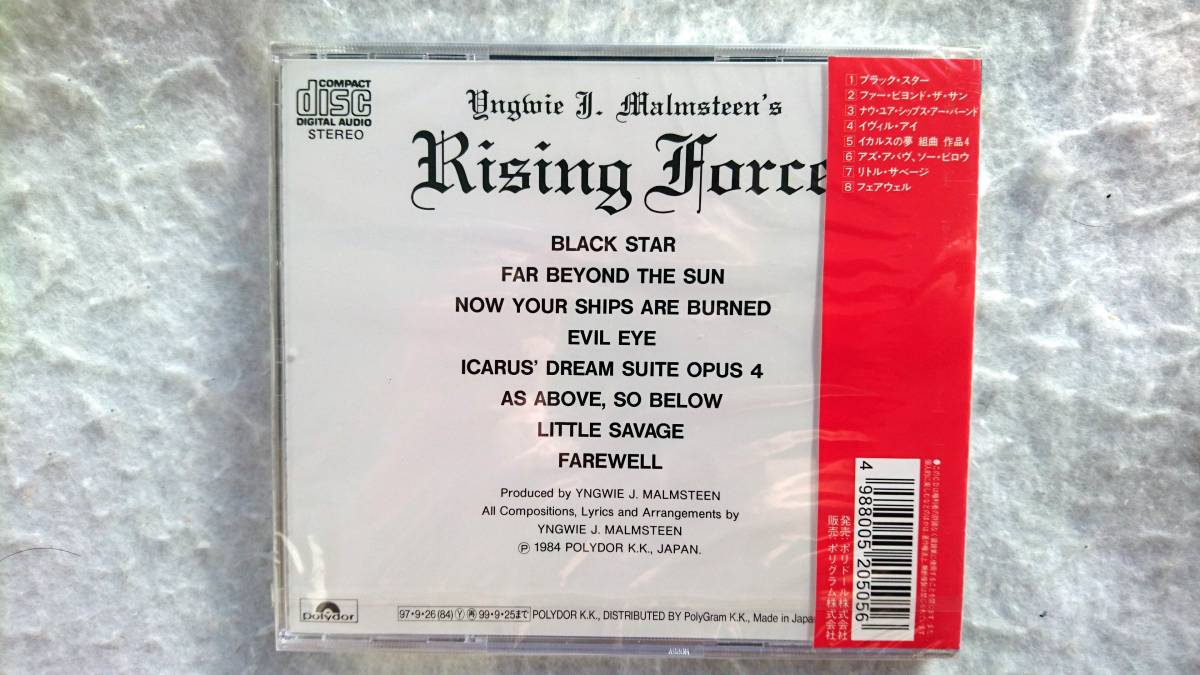 COMPACT
disc
DIGITAL AUDIO
STEREO
Yngwie J. Malmsteen's
Rising Force
BLACK STAR
FAR BEYOND THE SUN
NOW YOUR SHIPS ARE BURNED
EVIL EYE
ICARUS' DREAM SUITE OPUS 4
AS ABOVE, SO BELOW
LITTLE SAVAGE
FAREWELL
Produced by YNGWIE J. MALMSTEEN
All Compositions, Lyrics and Arrangements by
YNGWIE J. MALMSTEEN
Ⓟ 1984 POLYDOR K.K., JAPAN.
polydor
97・9・26(84) Ⓨ ㊢ 99・9・25まで POLYDOR K.K., DISTRIBUTED BY PolyGram K.K., Made in Japa
1 ブラック・スター
2 ファー・ビヨンド・ザ・サン
3 ナウ・ユア・シップス・アー・バーンド
4 イヴィル・アイ
5 イカルスの夢 組曲 作品4
6 アズ・アバヴ、ソー・ビロウ
7 リトル・サベージ
8 フェアウェル
4 988005 205056
発売：ポリドール株式会社
販売：ポリグラム株式会社